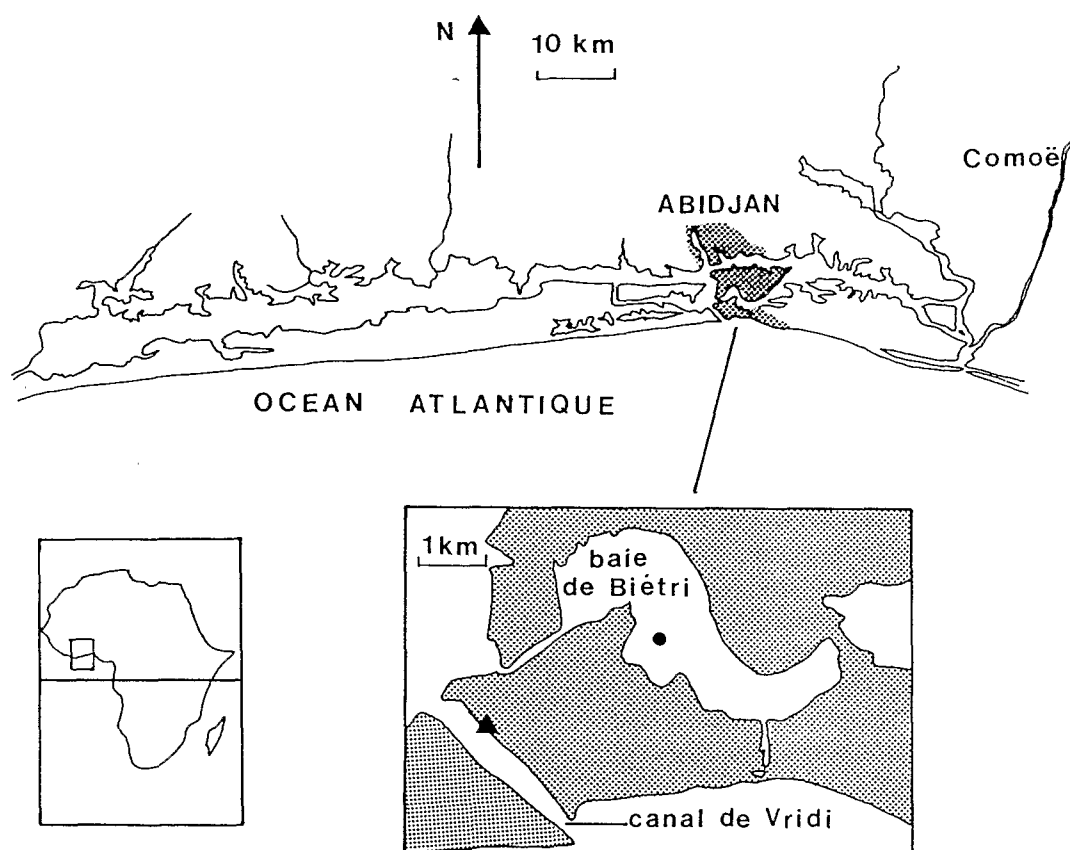 N
10 km
Comoë
ABIDJAN
OCEAN ATLANTIQUE
1km
baie
de Biétri
canal de Vridi